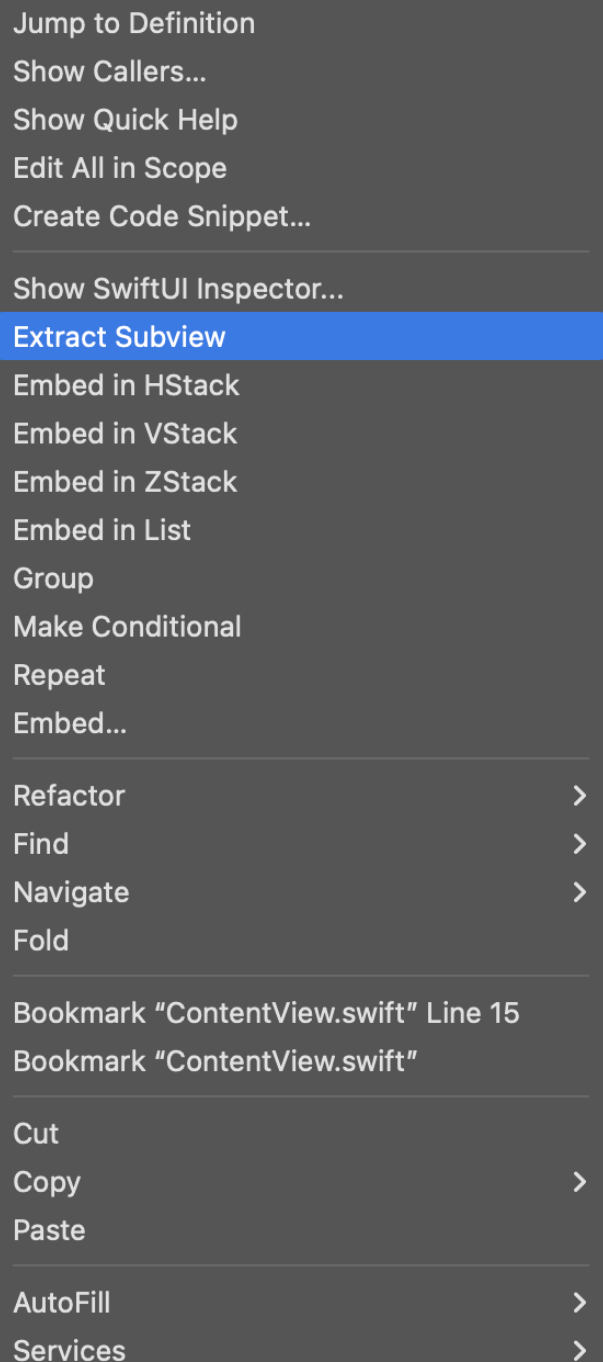 Jump to Definition
Show Callers...
Show Quick Help
Edit All in Scope
Create Code Snippet...
Show SwiftUI Inspector...
Extract Subview
Embed in HStack
Embed in VStack
Embed in ZStack
Embed in List
Group
Make Conditional
Repeat
Embed...
Refactor
Find
Navigate
Fold
Bookmark “ContentView.swift” Line 15
Bookmark “ContentView.swift”
Cut
Copy
Paste
AutoFill
Services